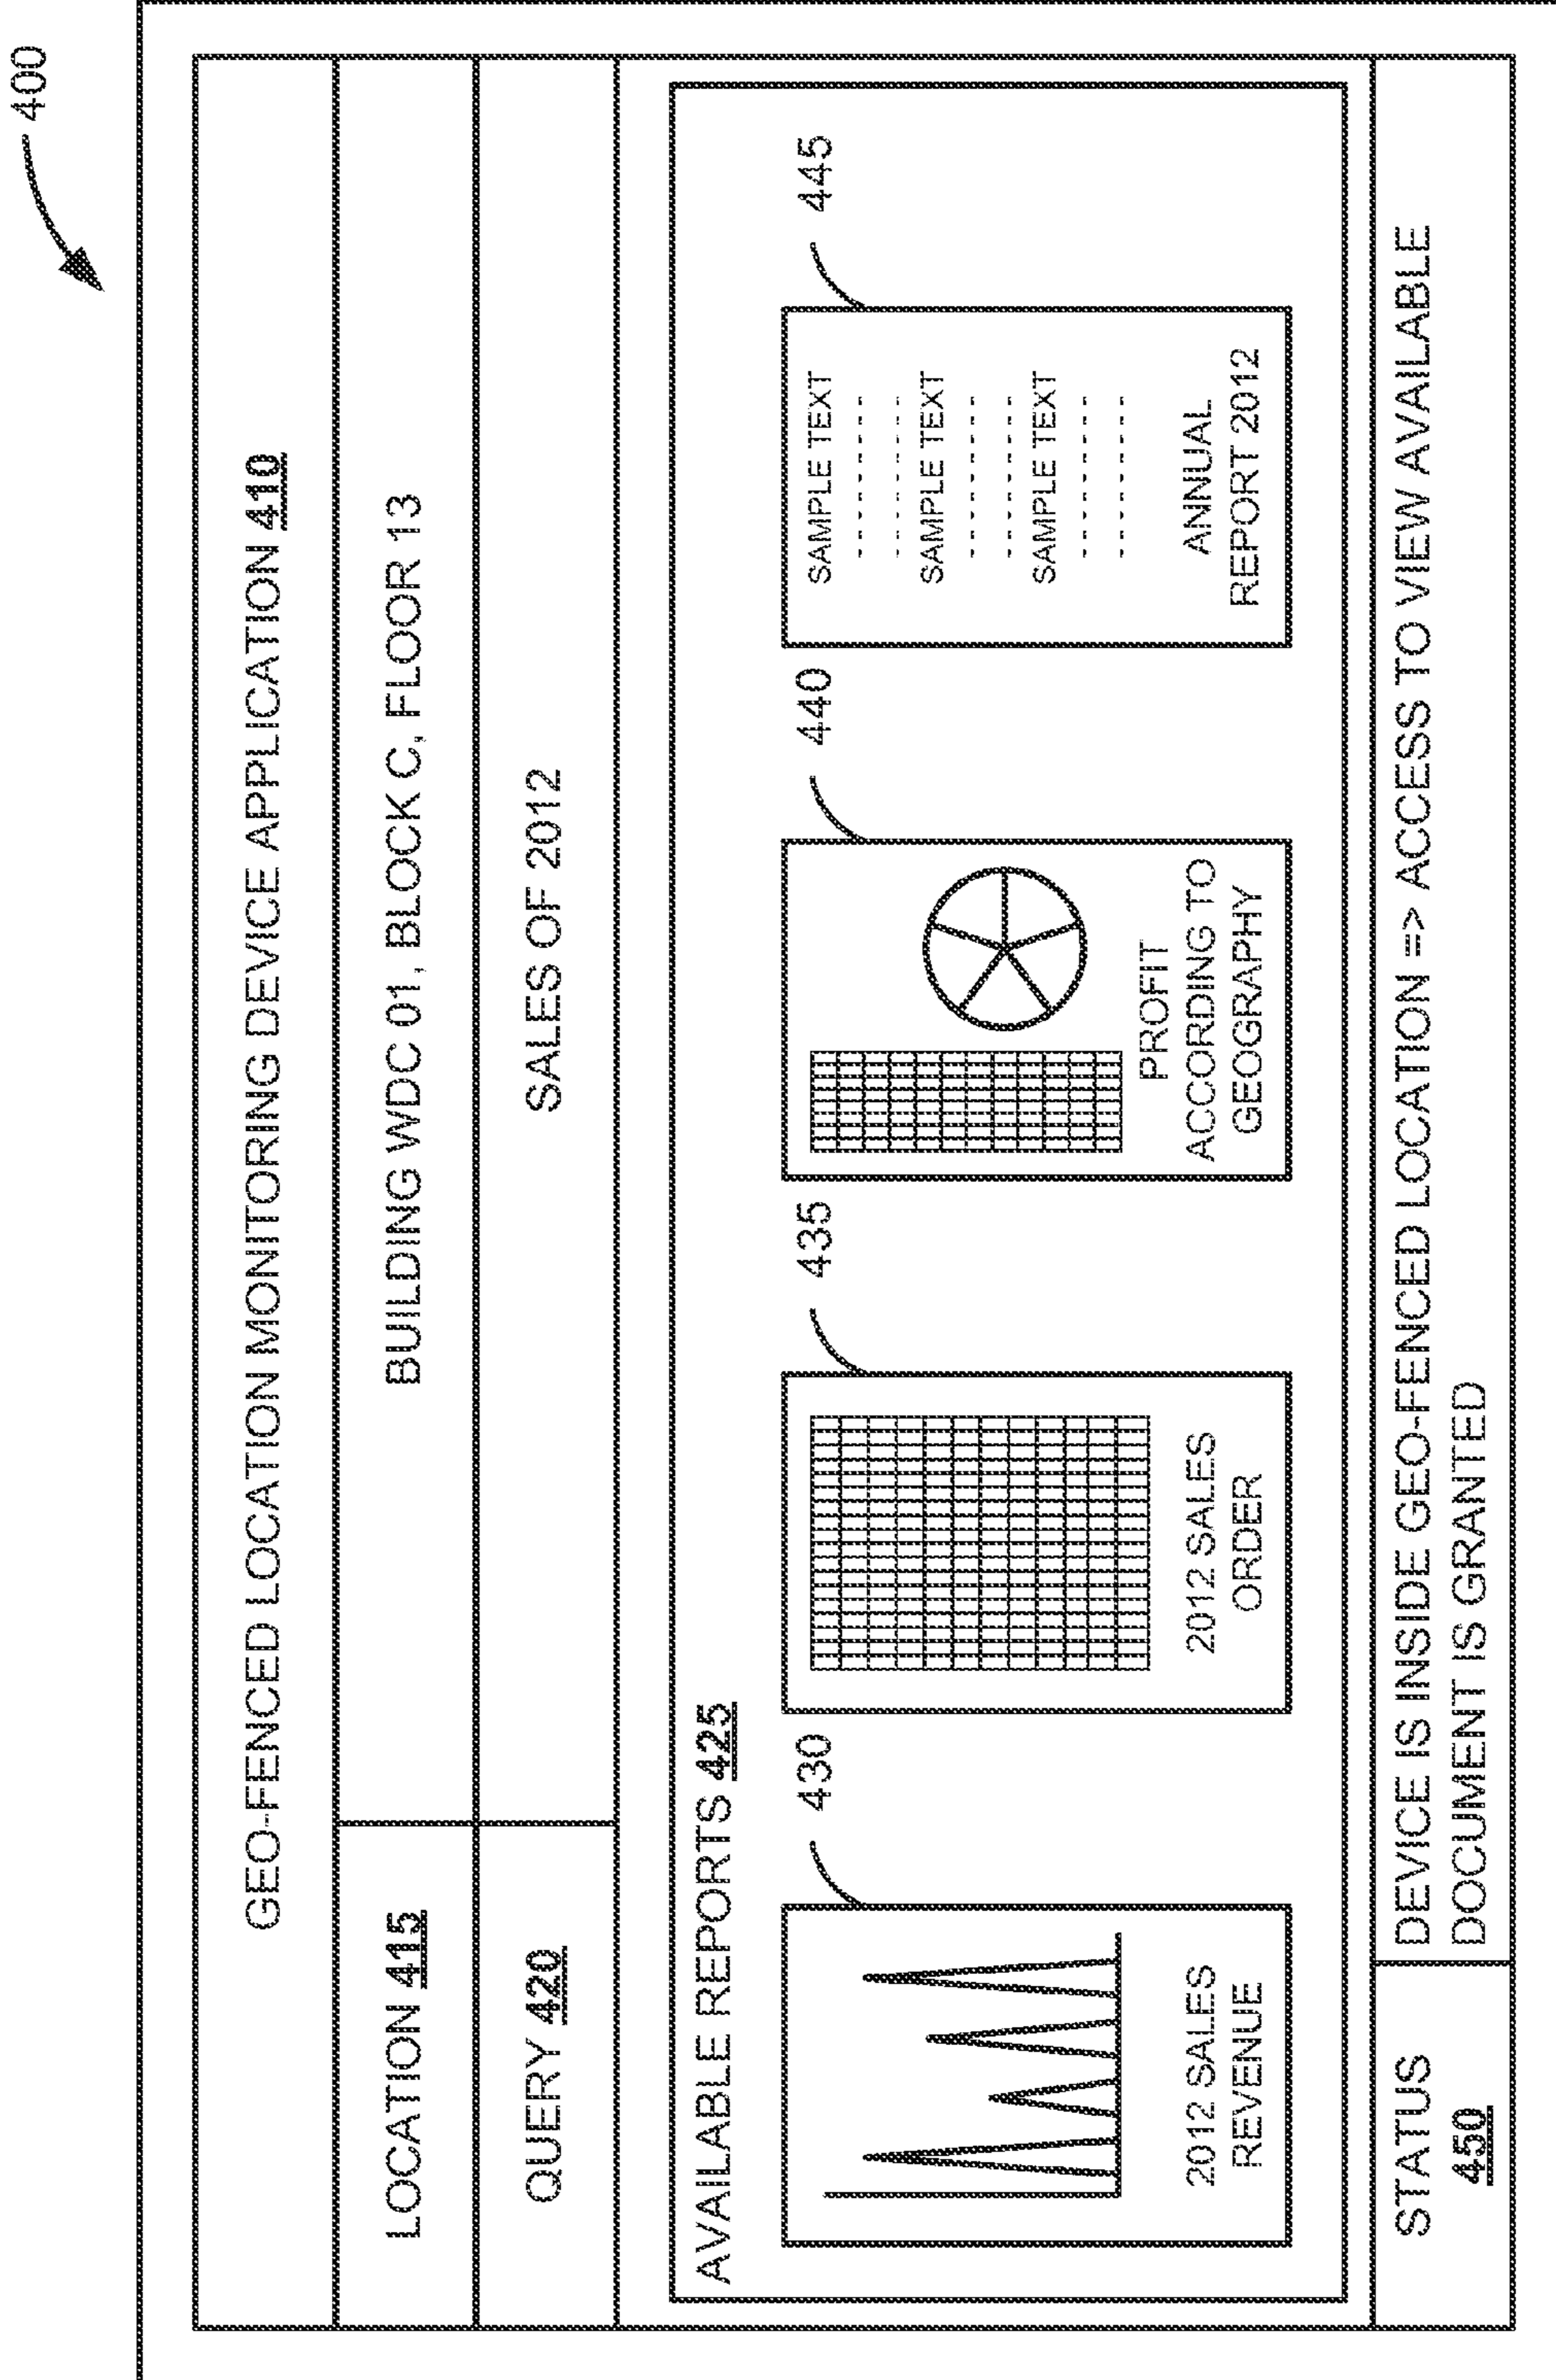 400
GEO-FENCED LOCATION MONITORING DEVICE APPLICATION 410
LOCATION 415
BUILDING WDC 01, BLOCK C, FLOOR 13
QUERY 420
SALES OF 2012
AVAILABLE REPORTS 425
430
2012 SALES
REVENUE
435
2012 SALES
ORDER
440
PROFIT
ACCORDING TO
GEOGRAPHY
445
SAMPLE TEXT
SAMPLE TEXT
SAMPLE TEXT
ANNUAL
REPORT 2012
STATUS
450
DEVICE IS INSIDE GEO-FENCED LOCATION => ACCESS TO VIEW AVAILABLE
DOCUMENT IS GRANTED